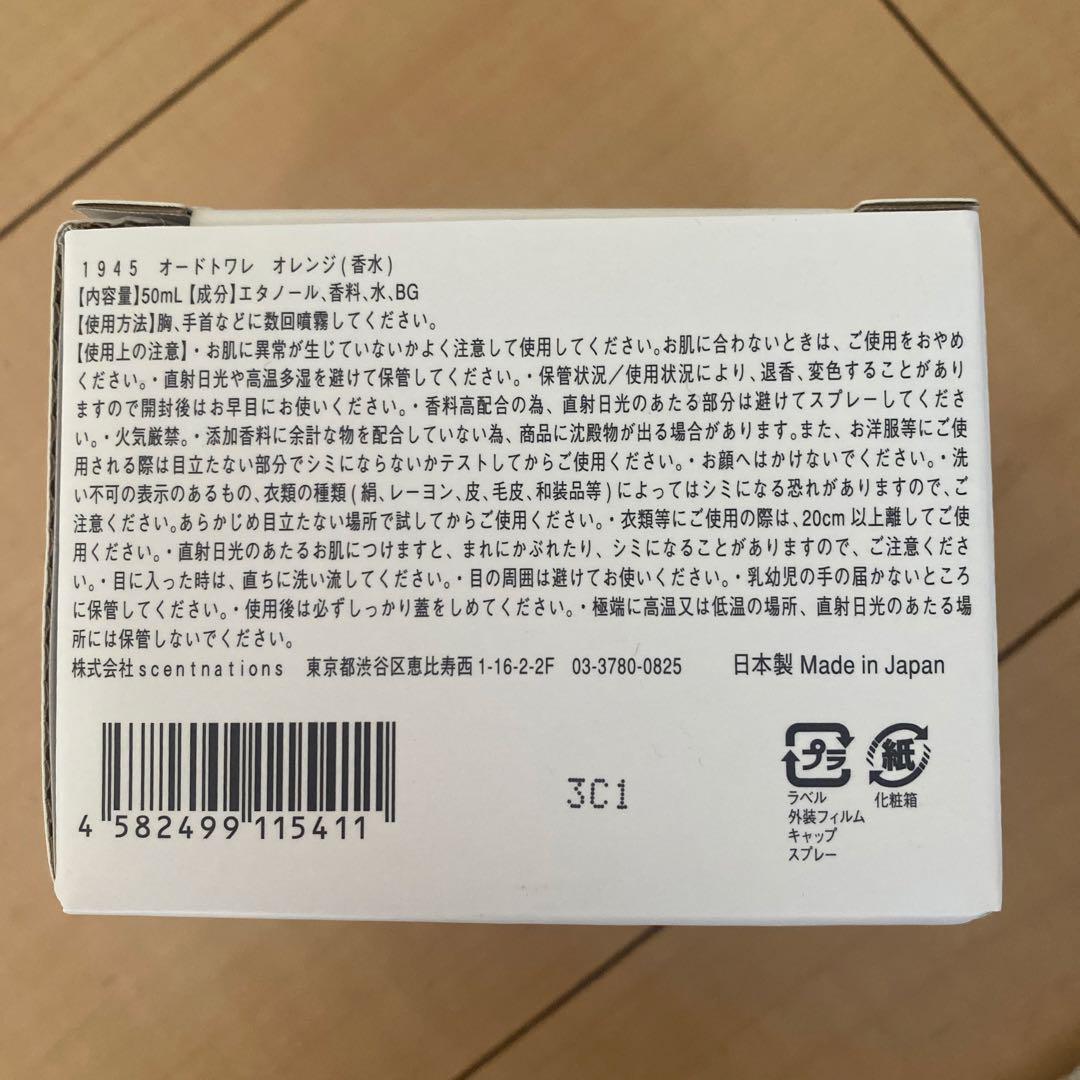 1945 オードトワレ オレンジ(香水)
【内容量】50mL【成分】エタノール、香料、水、BG
【使用方法】胸、手首などに数回噴霧してください。
【使用上の注意】・お肌に異常が生じていないかよく注意して使用してください。お肌に合わないときは、ご使用をおやめ
ください。・直射日光や高温多湿を避けて保管してください。・保管状況／使用状況により、退香、変色することがあり
ますので開封後はお早目にお使いください。・香料高配合の為、直射日光のあたる部分は避けてスプレーしてくださ
い。・火気厳禁。・添加香料に余計な物を配合していない為、商品に沈殿物が出る場合があります。また、お洋服等にご使
用される際は目立たない部分でシミにならないかテストしてからご使用ください。・お顔へはかけないでください。・洗
い不可の表示のあるもの、衣類の種類(絹、レーヨン、皮、毛皮、和装品等)によってはシミになる恐れがありますので、ご
注意ください。あらかじめ目立たない場所で試してからご使用ください。・衣類等にご使用の際は、20cm以上離してご使
用ください。・直射日光のあたるお肌につけますと、まれにかぶれたり、シミになることがありますので、ご注意くださ
い。・目に入った時は、直ちに洗い流してください。・目の周囲は避けてお使いください。・乳幼児の手の届かないところ
に保管してください。・使用後は必ずしっかり蓋をしめてください。・極端に高温又は低温の場所、直射日光のあたる場
所には保管しないでください。
株式会社scentnations 東京都渋谷区恵比寿西1-16-2-2F 03-3780-0825 日本製 Made in Japan
4 582499 115411
3C1
プラ 紙
ラベル 化粧箱
外装フィルム
キャップ
スプレー